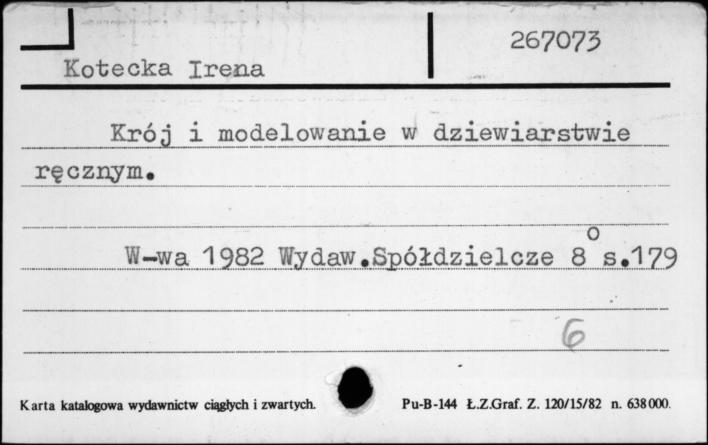 267073
Kotecka Irena
Krój i modelowanie w dziewiarstwie
ręcznym.
W-wa 1982 Wydaw.Spółdzielcze 8° s.179
6
Karta katalogowa wydawnictw ciągłych i zwartych. Pu-B-144 Ł.Z.Graf. Z. 120/15/82 n. 638000.